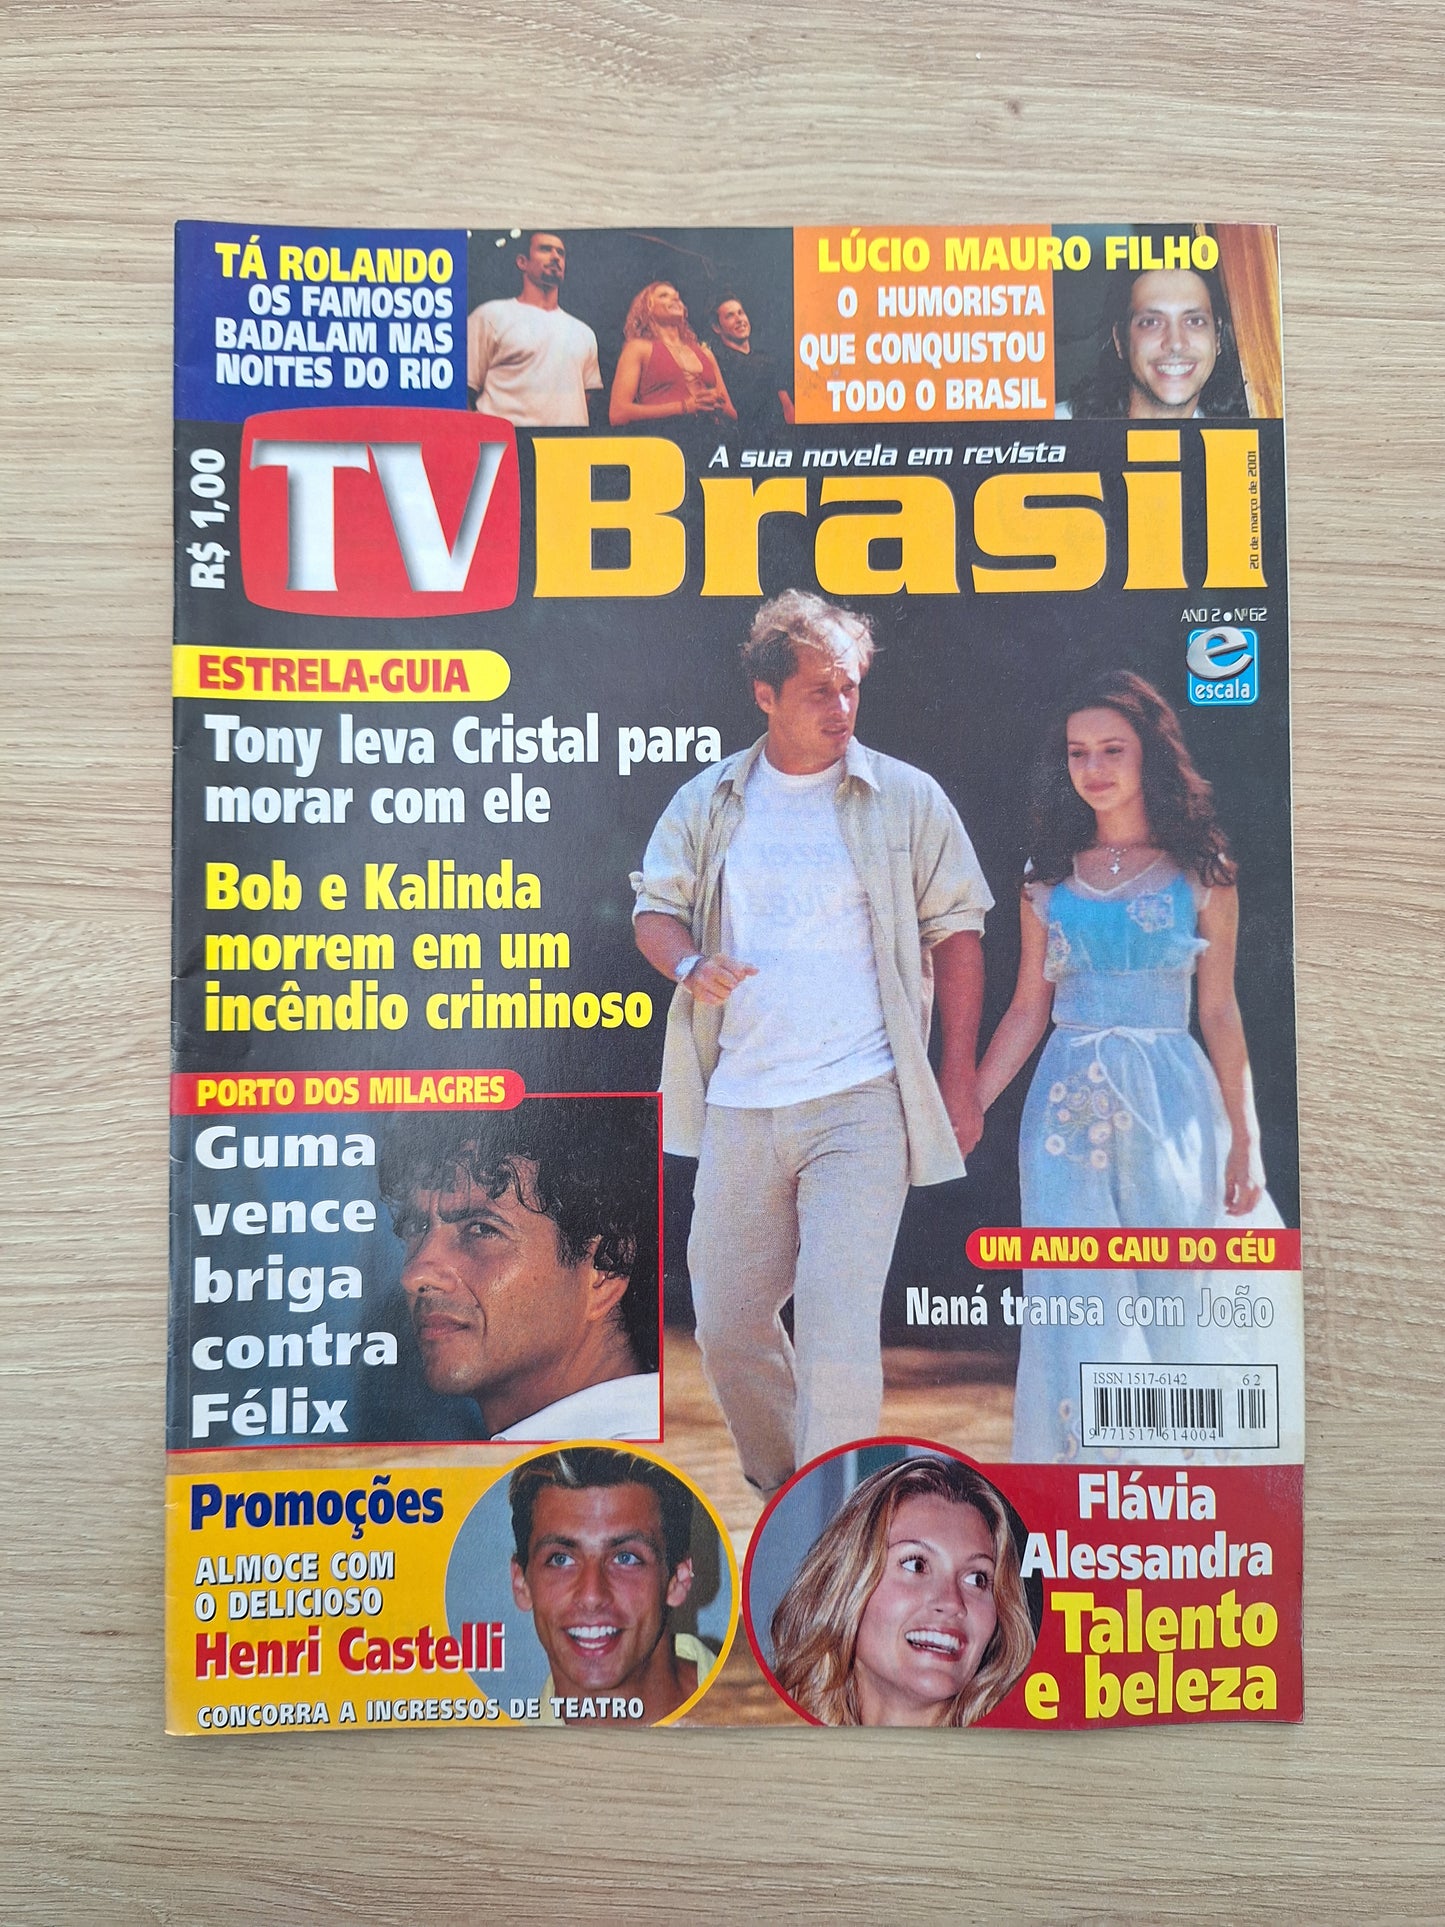 TÁ ROLANDO
OS FAMOSOS
BADALAM NAS
NOITES DO RIO
LÚCIO MAURO FILHO
O HUMORISTA
QUE CONQUISTOU
TODO O BRASIL
R$ 1,00
TV Brasil
A sua novela em revista
20 de março de 2001
ANO 2 • Nº 62
e
escala
ESTRELA-GUIA
Tony leva Cristal para
morar com ele
Bob e Kalinda
morrem em um
incêndio criminoso
PORTO DOS MILAGRES
Guma
vence
briga
contra
Félix
UM ANJO CAIU DO CÉU
Naná transa com João
ISSN 1517-6142
62
9 771517 614004
Promoções
ALMOCE COM
O DELICIOSO
Henri Castelli
CONCORRA A INGRESSOS DE TEATRO
Flávia
Alessandra
Talento
e beleza